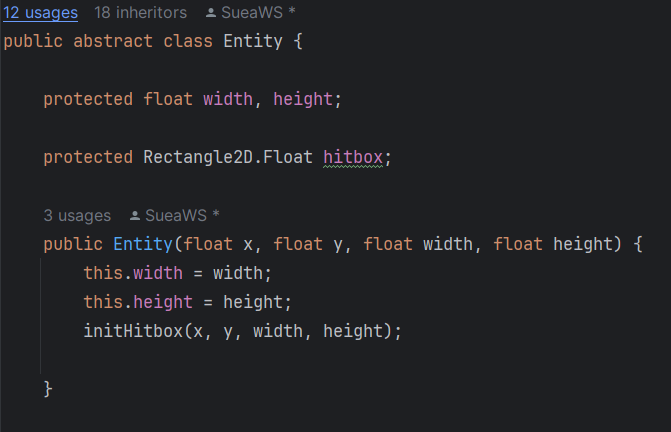 12 usages 18 inheritors SueaWS *
public abstract class Entity {
protected float width, height;
protected Rectangle2D.Float hitbox;
3 usages SueaWS *
public Entity(float x, float y, float width, float height) {
this.width = width;
this.height = height;
initHitbox(x, y, width, height);
}